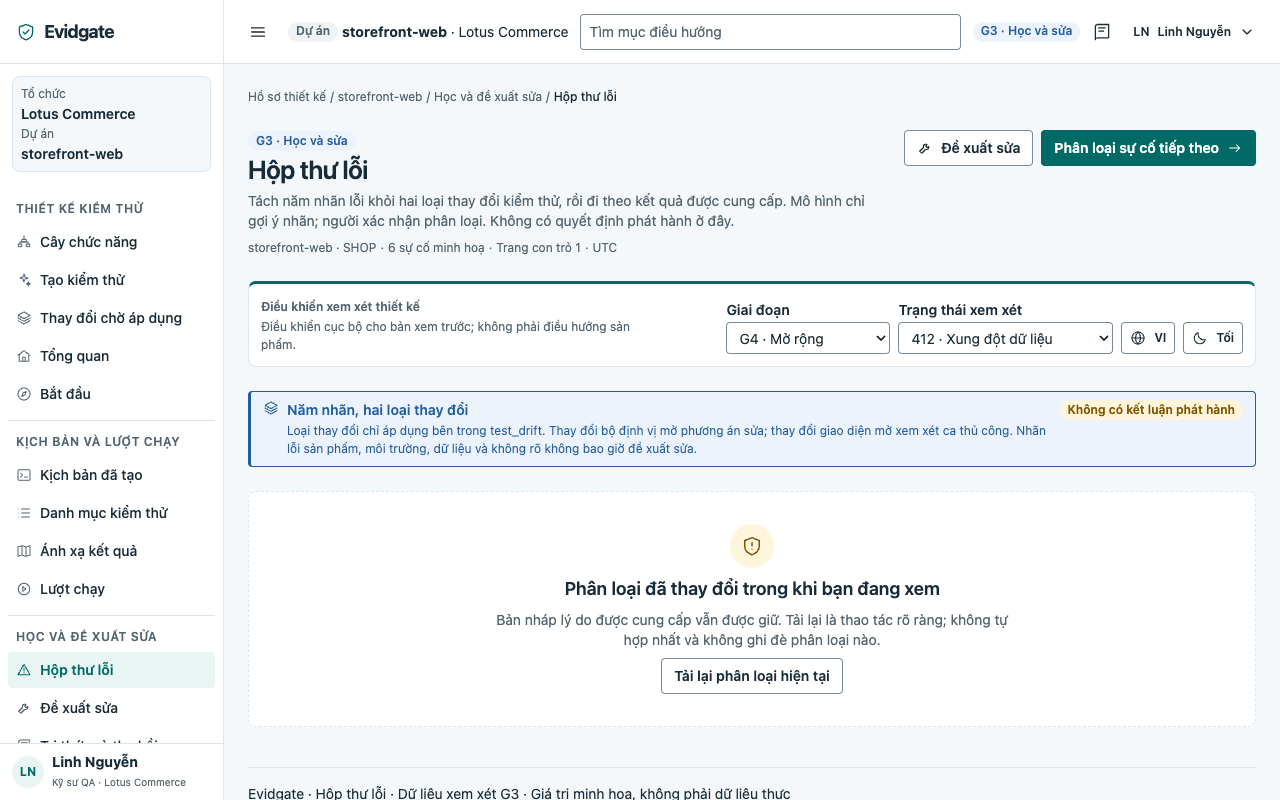 Evidgate
Dự án storefront-web · Lotus Commerce
Tìm mục điều hướng
G3 · Học và sửa
LN Linh Nguyễn
Tổ chức
Lotus Commerce
Dự án
storefront-web
THIẾT KẾ KIỂM THỬ
Cây chức năng
Tạo kiểm thử
Thay đổi chờ áp dụng
Tổng quan
Bắt đầu
KỊCH BẢN VÀ LƯỢT CHẠY
Kịch bản đã tạo
Danh mục kiểm thử
Ánh xạ kết quả
Lượt chạy
HỌC VÀ ĐỀ XUẤT SỬA
Hộp thư lỗi
Đề xuất sửa
LN
Linh Nguyễn
Kỹ sư QA · Lotus Commerce
Hồ sơ thiết kế / storefront-web / Học và đề xuất sửa / Hộp thư lỗi
G3 · Học và sửa
Hộp thư lỗi
Tách năm nhãn lỗi khỏi hai loại thay đổi kiểm thử, rồi đi theo kết quả được cung cấp. Mô hình chỉ
gợi ý nhãn; người xác nhận phân loại. Không có quyết định phát hành ở đây.
storefront-web · SHOP · 6 sự cố minh hoạ · Trang con trỏ 1 · UTC
Đề xuất sửa
Phân loại sự cố tiếp theo →
Điều khiển xem xét thiết kế
Điều khiển cục bộ cho bản xem trước; không phải điều hướng sản
phẩm.
Giai đoạn
G4 · Mở rộng
Trạng thái xem xét
412 · Xung đột dữ liệu
VI
Tối
Năm nhãn, hai loại thay đổi
Không có kết luận phát hành
Loại thay đổi chỉ áp dụng bên trong test_drift. Thay đổi bộ định vị mở phương án sửa; thay đổi giao diện mở xem xét ca thủ công. Nhãn
lỗi sản phẩm, môi trường, dữ liệu và không rõ không bao giờ đề xuất sửa.
Phân loại đã thay đổi trong khi bạn đang xem
Bản nháp lý do được cung cấp vẫn được giữ. Tải lại là thao tác rõ ràng; không tự
hợp nhất và không ghi đè phân loại nào.
Tải lại phân loại hiện tại
Evidgate · Hộp thư lỗi · Dữ liệu xem xét G3 · Giá trị minh hoạ, không phải dữ liệu thực